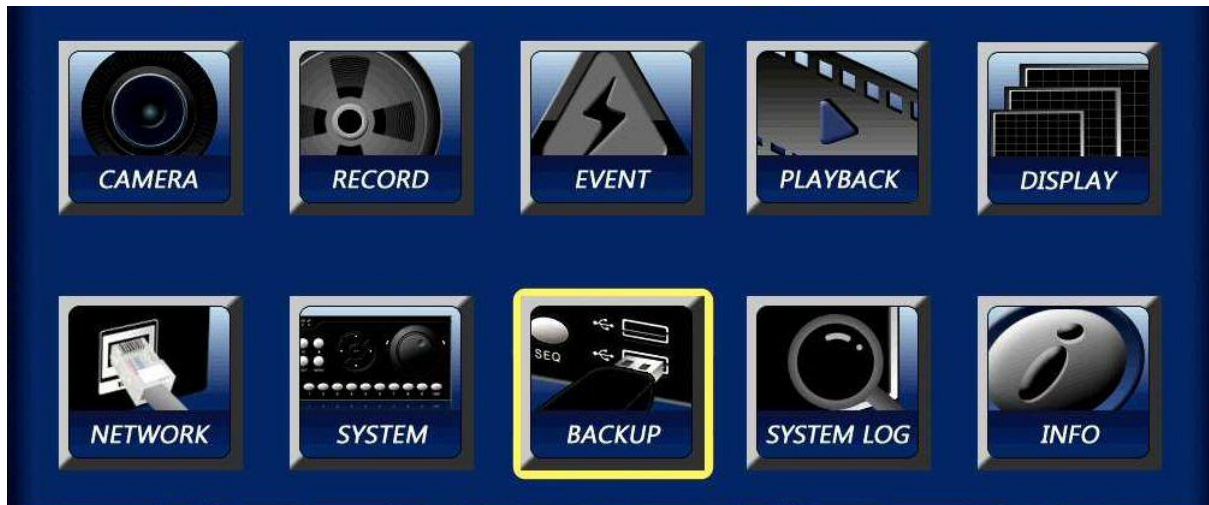 CAMERA
RECORD
EVENT
PLAYBACK
DISPLAY
NETWORK
SYSTEM
SEQ
BACKUP
SYSTEM LOG
INFO